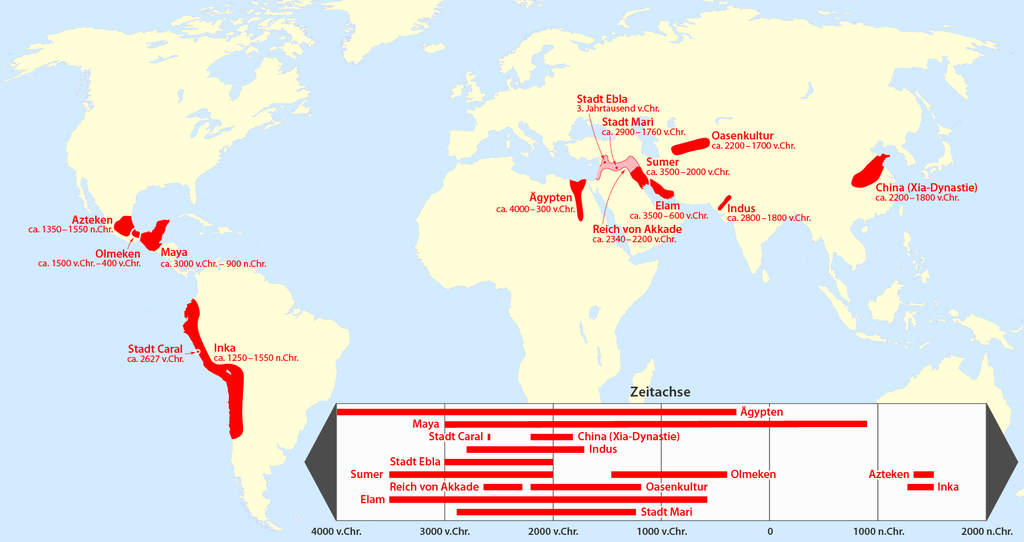 Stadt Ebla
3. Jahrtausend v.Chr.
Stadt Mari
ca. 2900–1760 v.Chr.
Oasenkultur
ca. 2200–1700 v.Chr.
Sumer
ca. 3500–2000 v.Chr.
China (Xia-Dynastie)
ca. 2200–1800 v.Chr.
Ägypten
ca. 4000–300 v.Chr.
Elam
ca. 3500–600 v.Chr.
Indus
ca. 2800–1800 v.Chr.
Reich von Akkade
ca. 2340–2200 v.Chr.
Azteken
ca. 1350–1550 n.Chr.
Olmeken
ca. 1500 v.Chr.–400 v.Chr.
Maya
ca. 3000 v.Chr.– 900 n.Chr.
Stadt Caral
ca. 2627 v.Chr.
Inka
ca. 1250–1550 n.Chr.
Zeitachse
Ägypten
Maya
Stadt Caral
China (Xia-Dynastie)
Indus
Stadt Ebla
Sumer
Olmeken
Azteken
Reich von Akkade
Oasenkultur
Inka
Elam
Stadt Mari
4000 v.Chr.
3000 v.Chr.
2000 v.Chr.
1000 v.Chr.
0
1000 n.Chr.
2000 n.Chr.